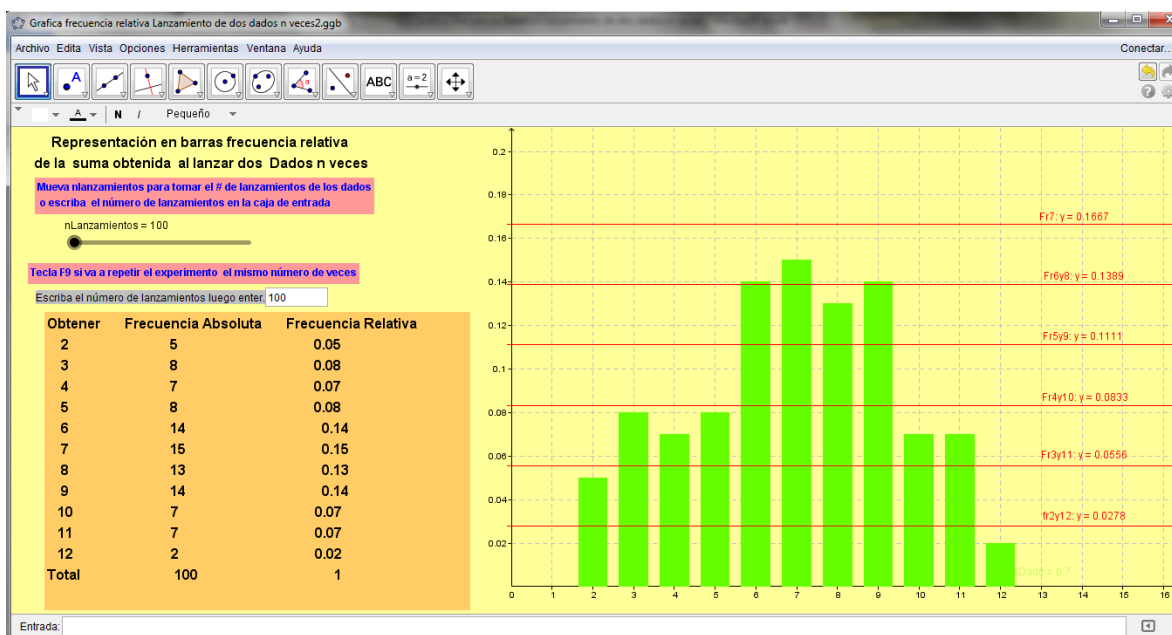 Grafica frecuencia relativa Lanzamiento de dos dados n veces2.ggb
Archivo Edita Vista Opciones Herramientas Ventana Ayuda Conectar...
A ABC a=2
A N I Pequeño
Representación en barras frecuencia relativa
de la suma obtenida al lanzar dos Dados n veces
Mueva nlanzamientos para tomar el # de lanzamientos de los dados
o escriba el número de lanzamientos en la caja de entrada
nLanzamientos = 100
Tecla F9 si va a repetir el experimento el mismo número de veces
Escriba el número de lanzamientos luego enter. 100
Obtener Frecuencia Absoluta Frecuencia Relativa
2 5 0.05
3 8 0.08
4 7 0.07
5 8 0.08
6 14 0.14
7 15 0.15
8 13 0.13
9 14 0.14
10 7 0.07
11 7 0.07
12 2 0.02
Total 100 1
0.2
0.18
Fr7: y = 0.1667
0.16
0.14
Fr6y8: y = 0.1389
0.12
Fr5y9: y = 0.1111
0.1
0.08
Fr4y10: y = 0.0833
0.06
Fr3y11: y = 0.0556
0.04
fr2y12: y = 0.0278
0.02
= 0.7
0 1 2 3 4 5 6 7 8 9 10 11 12 13 14 15 16
Entrada: